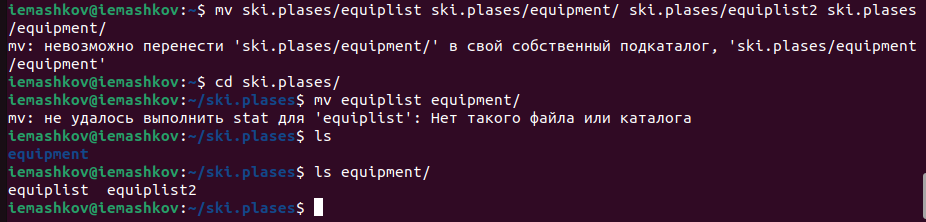 iemashkov@iemashkov:~$ mv ski.plases/equiplist ski.plases/equipment/ ski.plases/equiplist2 ski.plases
/equipment/
mv: невозможно перенести 'ski.plases/equipment/' в свой собственный подкаталог, 'ski.plases/equipment
/equipment'
iemashkov@iemashkov:~$ cd ski.plases/
iemashkov@iemashkov:~/ski.plases$ mv equiplist equipment/
mv: не удалось выполнить stat для 'equiplist': Нет такого файла или каталога
iemashkov@iemashkov:~/ski.plases$ ls
equipment
iemashkov@iemashkov:~/ski.plases$ ls equipment/
equiplist  equiplist2
iemashkov@iemashkov:~/ski.plases$